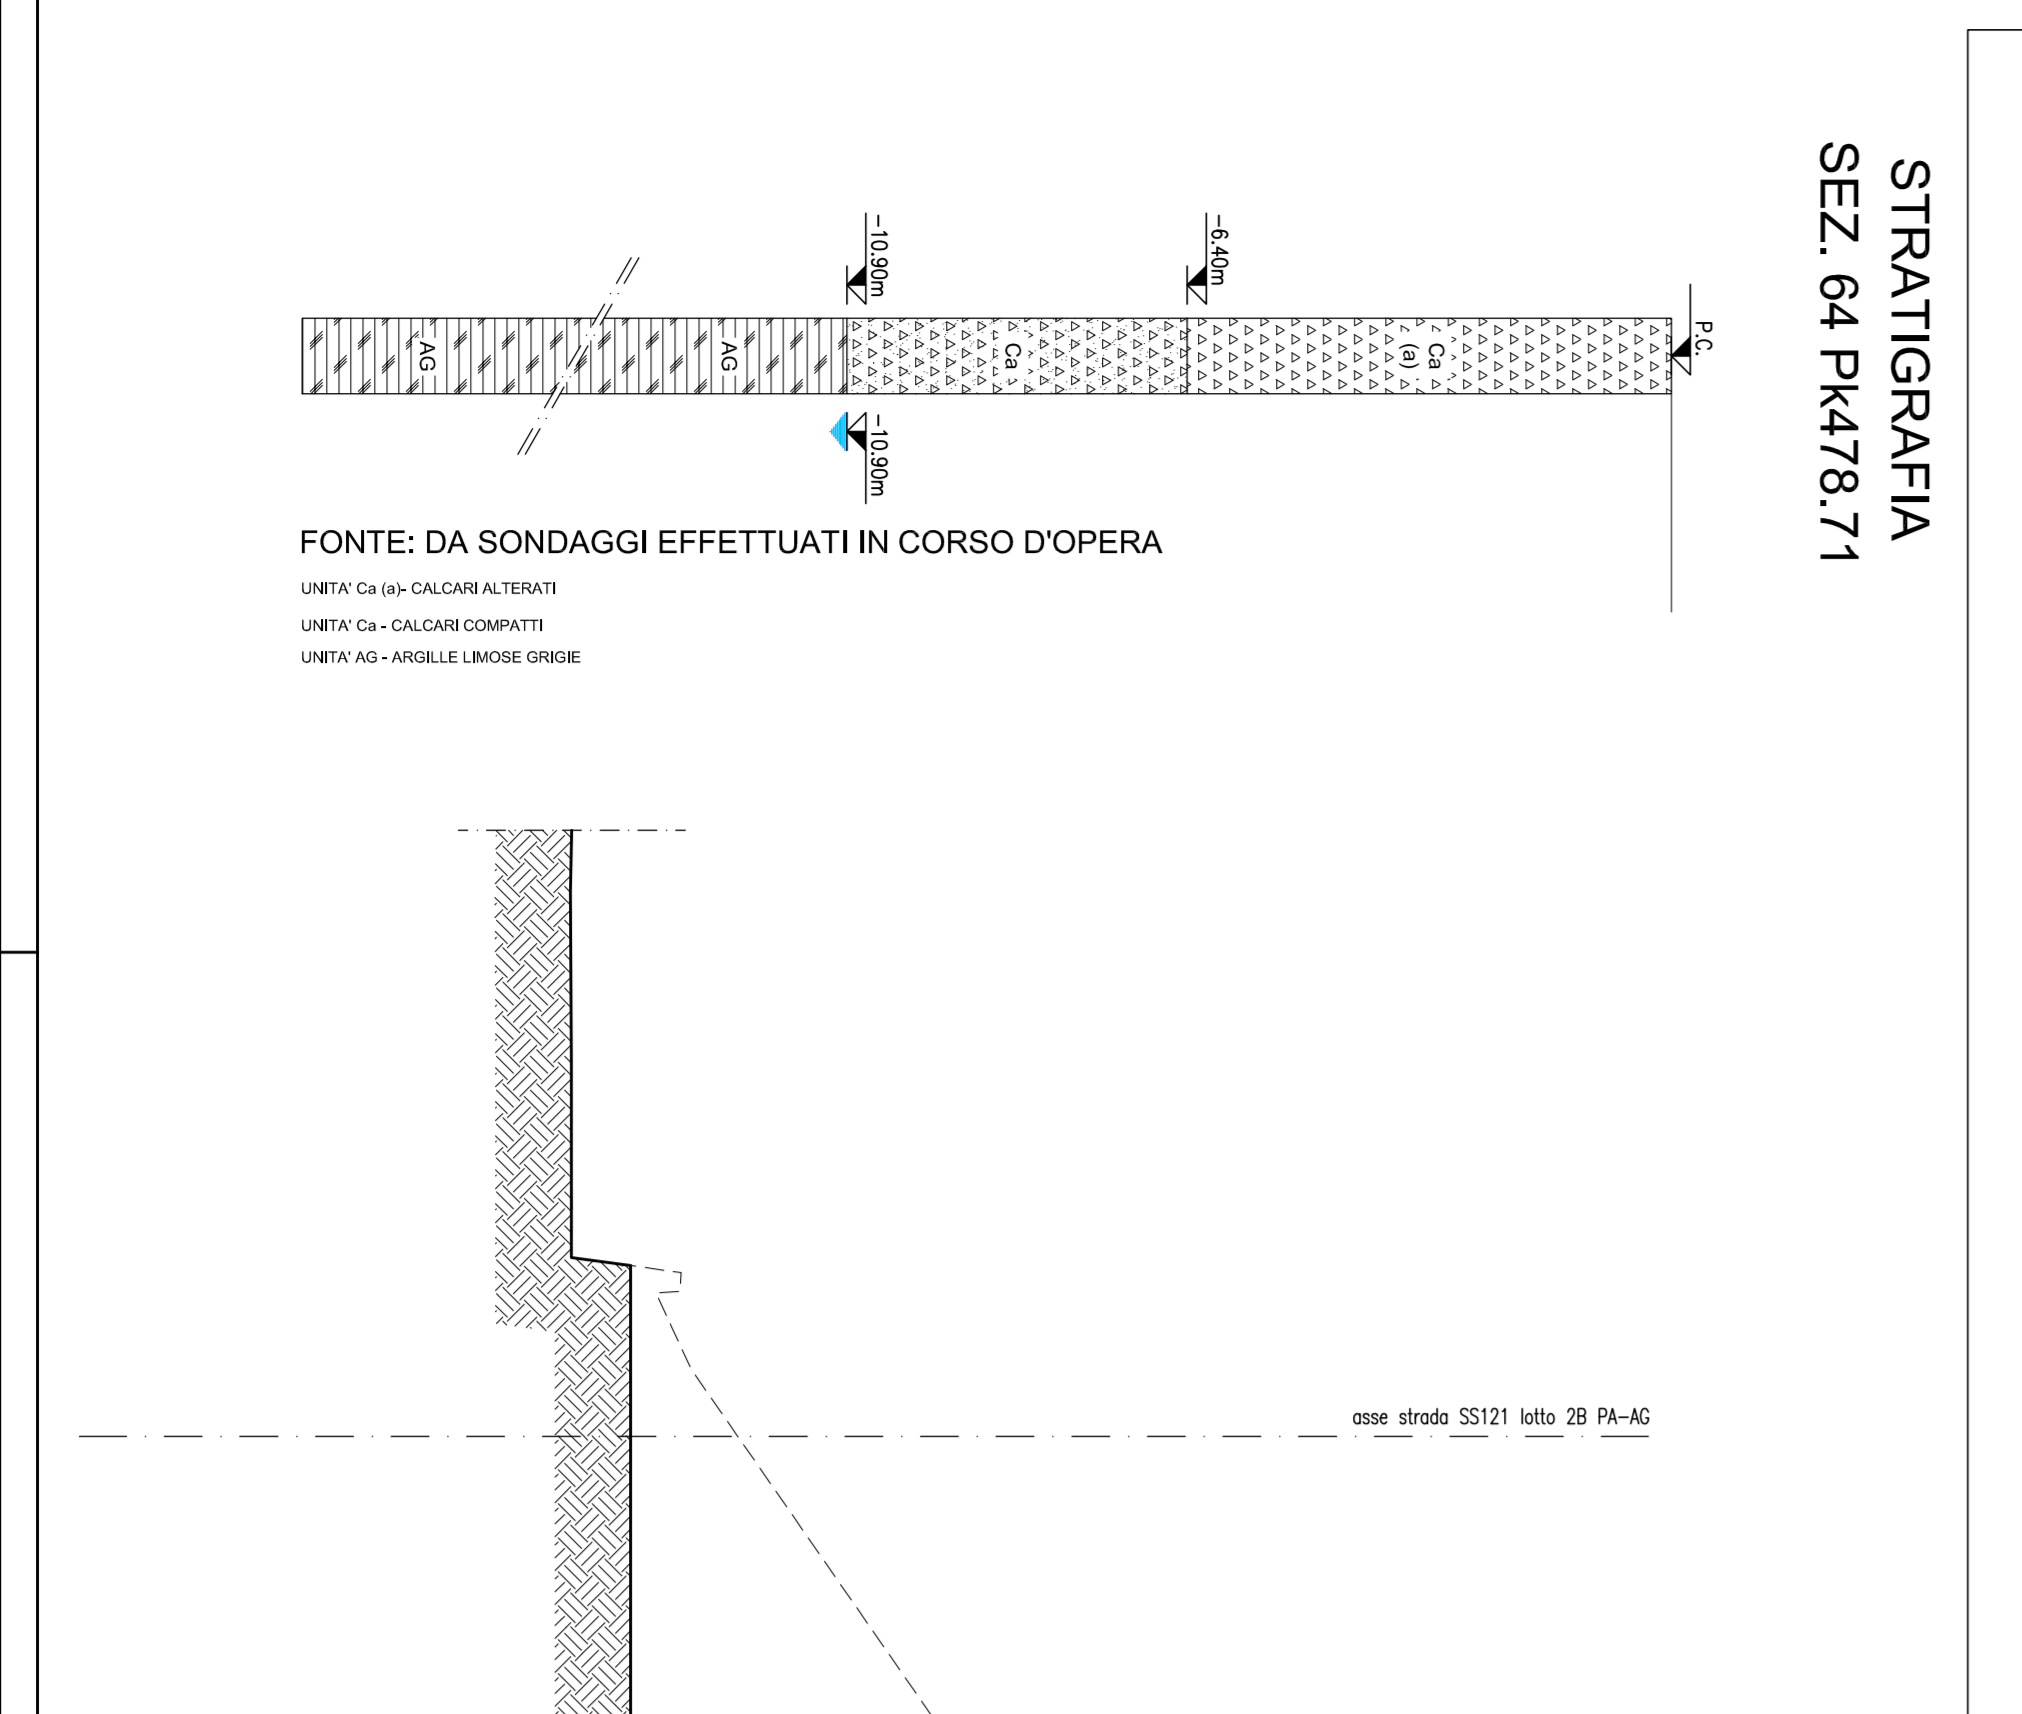 STRATIGRAFIA
SEZ. 64 Pk478.71
P.C.
-6.40m
-10.90m
Ca
(a)
Ca
AG
AG
-10.90m
FONTE: DA SONDAGGI EFFETTUATI IN CORSO D'OPERA
UNITA' Ca (a)- CALCARI ALTERATI
UNITA' Ca - CALCARI COMPATTI
UNITA' AG - ARGILLE LIMOSE GRIGIE
asse strada SS121 lotto 2B PA-AG